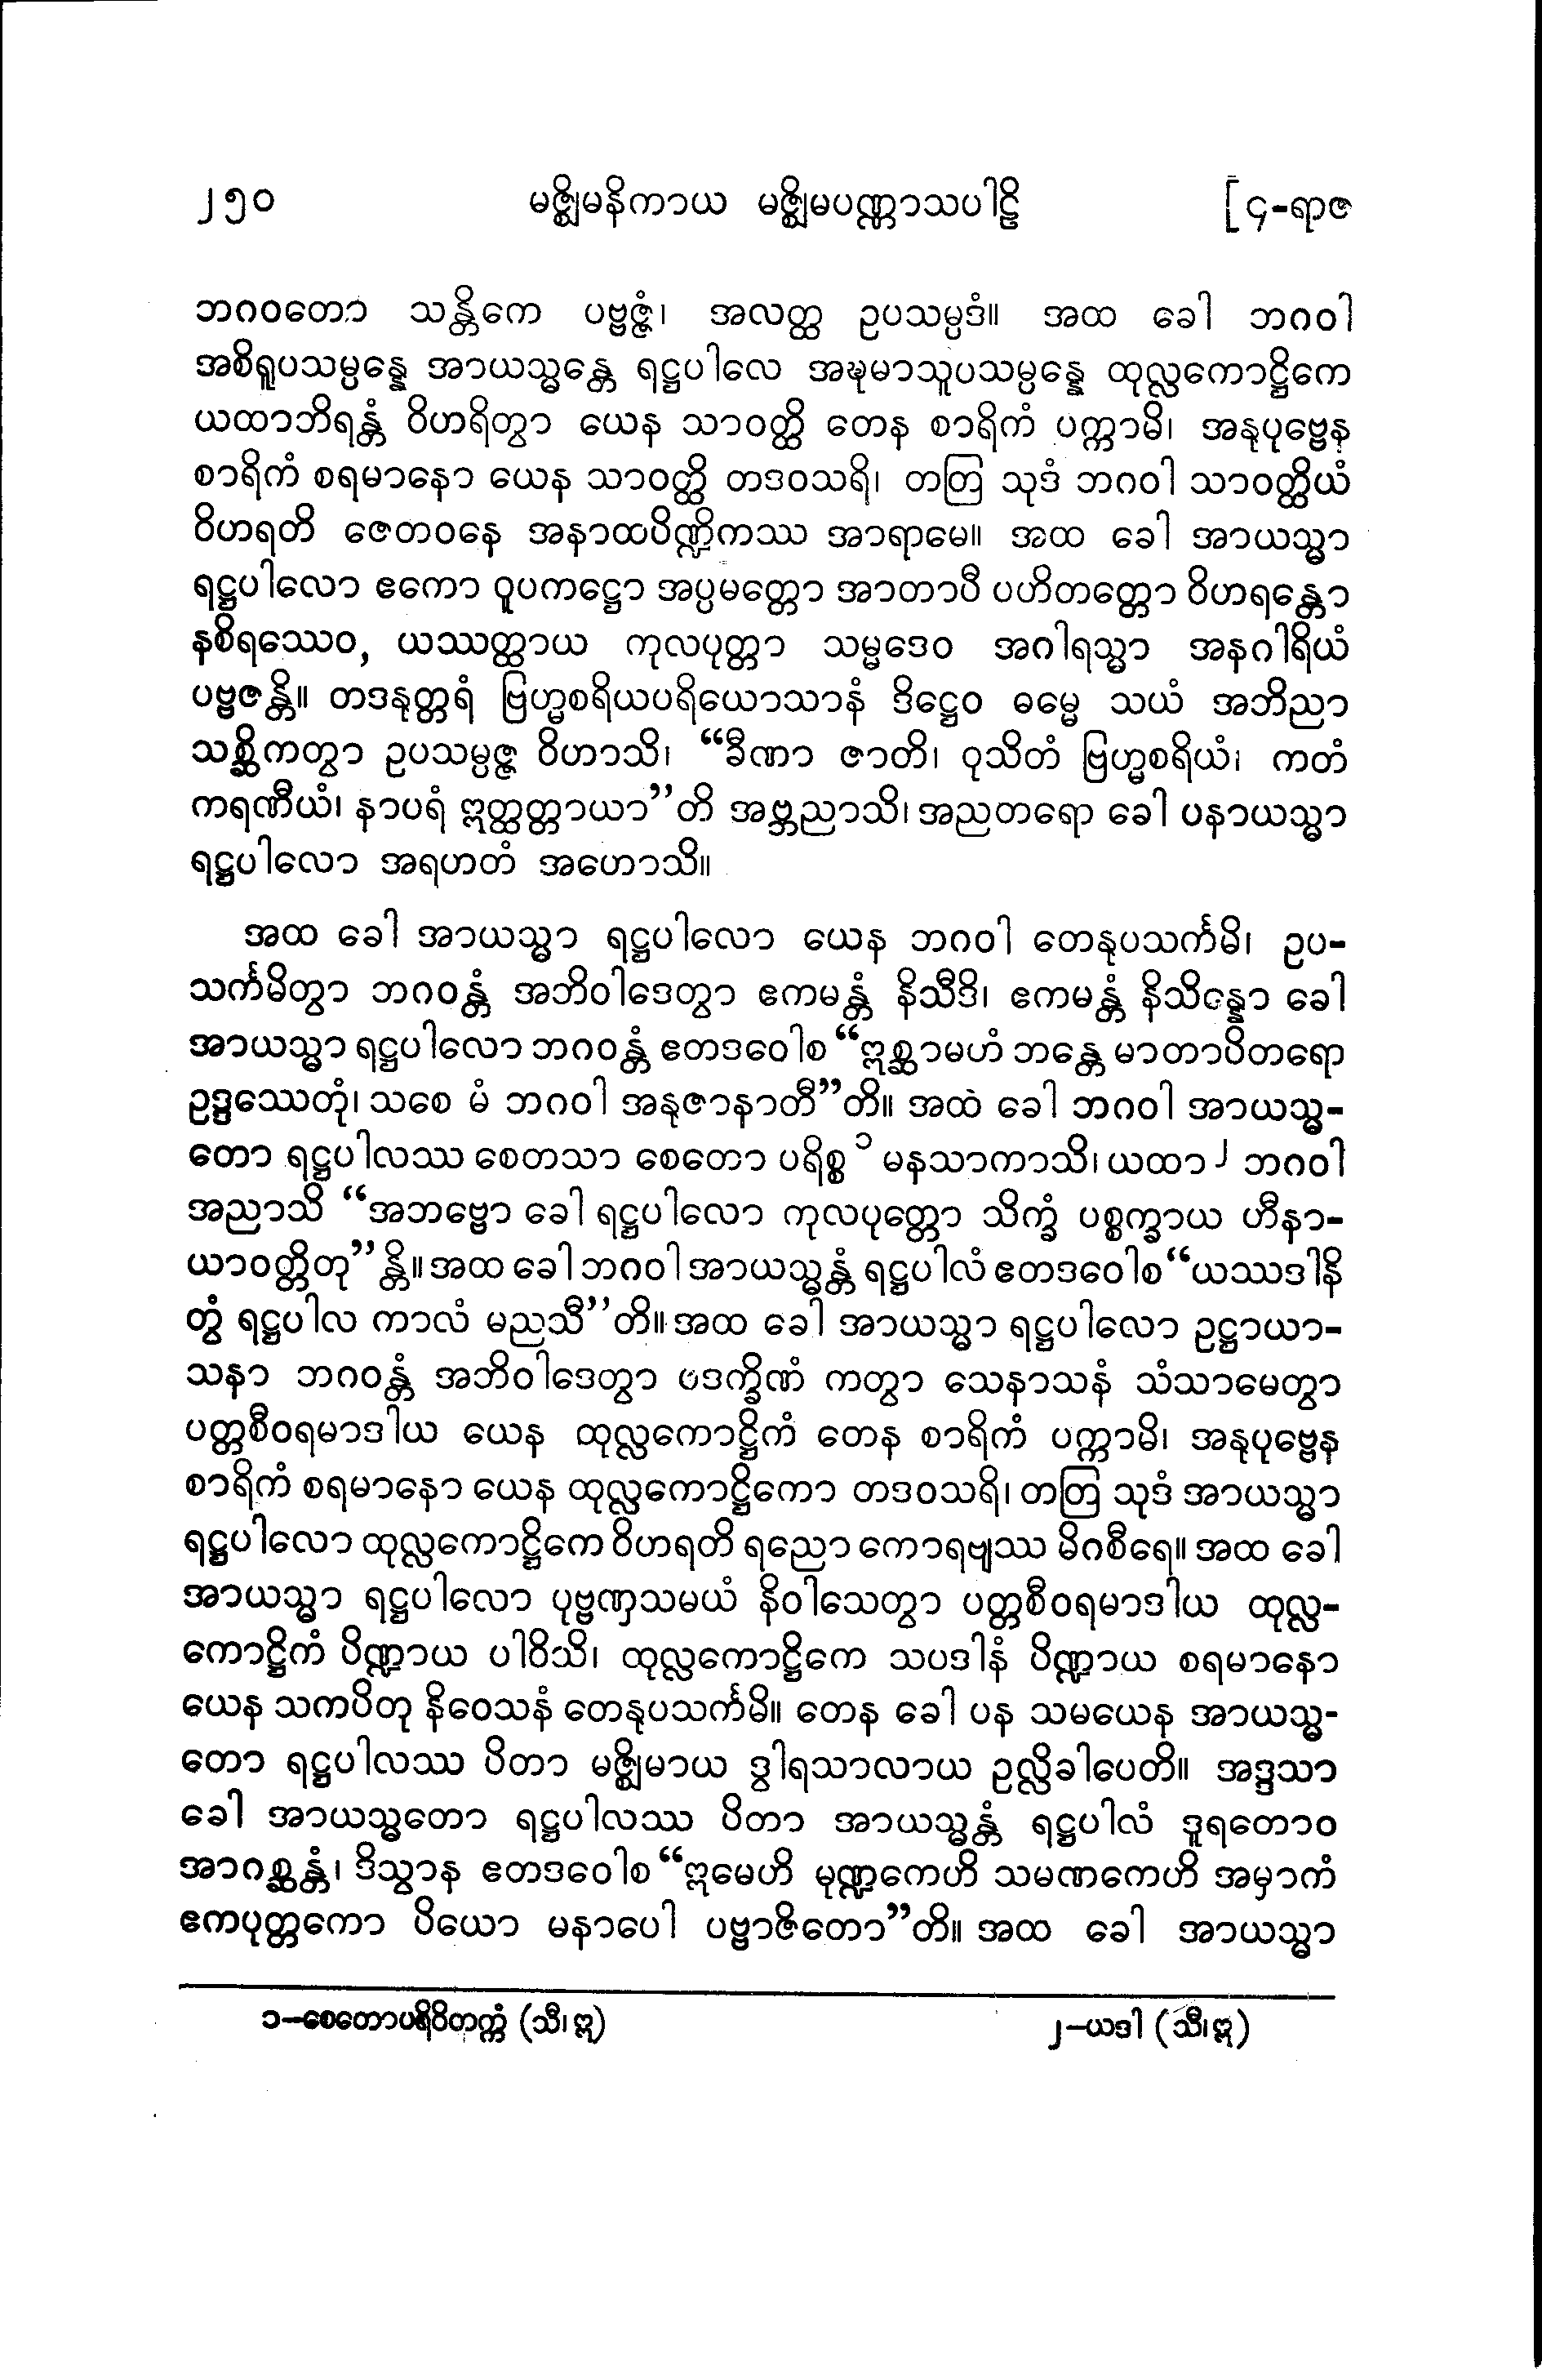 ၂၅၀ မဇ္ဈိမနိကာယ မဇ္ဈိမပဏ္ဏာသပါဠိ [၄-ရာဇ
ဘဂဝတော သန္တိကေ ပဗ္ဗဇ္ဇံ၊ အလတ္ထ ဥပသမ္ပဒံ။ အထ ခေါ ဘဂဝါ
အစိရူပသမ္ပန္နေ အာယသ္မန္တေ ရဋ္ဌပါလေ အဍ္ဎမာသူပသမ္ပန္နေ ထုလ္လကောဋ္ဌိကေ
ယထာဘိရန္တံ ဝိဟရိတွာ ယေန သာဝတ္ထိ တေန စာရိကံ ပက္ကာမိ၊ အနုပုဗ္ဗေန
စာရိကံ စရမာနော ယေန သာဝတ္ထိ တဒဝသရိ၊ တတြ သုဒံ ဘဂဝါ သာဝတ္ထိယံ
ဝိဟရတိ ဇေတဝနေ အနာထပိဏ္ဍိကဿ အာရာမေ။ အထ ခေါ အာယသ္မာ
ရဋ္ဌပါလော ဧကော ဝူပကဋ္ဌော အပ္ပမတ္တော အာတာပီ ပဟိတတ္တော ဝိဟရန္တော
နစိရဿေဝ, ယဿတ္ထာယ ကုလပုတ္တာ သမ္မဒေဝ အဂါရသ္မာ အနဂါရိယံ
ပဗ္ဗဇန္တိ။ တဒနုတ္တရံ ဗြဟ္မစရိယပရိယောသာနံ ဒိဋ္ဌေဝ ဓမ္မေ သယံ အဘိညာ
သစ္ဆိကတွာ ဥပသမ္ပဇ္ဇ ဝိဟာသိ၊ “ခီဏာ ဇာတိ၊ ဝုသိတံ ဗြဟ္မစရိယံ၊ ကတံ
ကရဏီယံ၊ နာပရံ ဣတ္ထတ္တာယာ”တိ အဗ္ဘညာသိ၊ အညတရော ခေါ ပနာယသ္မာ
ရဋ္ဌပါလော အရဟတံ အဟောသိ။
အထ ခေါ အာယသ္မာ ရဋ္ဌပါလော ယေန ဘဂဝါ တေနုပသင်္ကမိ၊ ဥပ-
သင်္ကမိတွာ ဘဂဝန္တံ အဘိဝါဒေတွာ ဧကမန္တံ နိသီဒိ၊ ဧကမန္တံ နိသိန္နော ခေါ
အာယသ္မာ ရဋ္ဌပါလော ဘဂဝန္တံ ဧတဒဝေါစ “ဣစ္ဆာမဟံ ဘန္တေ မာတာပိတရော
ဥဒ္ဒဿေတုံ၊ သစေ မံ ဘဂဝါ အနုဇာနာတီ”တိ။ အထ ခေါ ဘဂဝါ အာယသ္မ-
တော ရဋ္ဌပါလဿ စေတသာ စေတော ပရိစ္စ ၁ မနသာကာသိ၊ ယထာ ၂ ဘဂဝါ
အညာသိ “အဘဗ္ဗော ခေါ ရဋ္ဌပါလော ကုလပုတ္တော သိက္ခံ ပစ္စက္ခာယ ဟီနာ-
ယာဝတ္တိတု”န္တိ။ အထ ခေါ ဘဂဝါ အာယသ္မန္တံ ရဋ္ဌပါလံ ဧတဒဝေါစ “ယဿဒါနိ
တွံ ရဋ္ဌပါလ ကာလံ မညသီ”တိ။ အထ ခေါ အာယသ္မာ ရဋ္ဌပါလော ဥဋ္ဌာယာ-
သနာ ဘဂဝန္တံ အဘိဝါဒေတွာ ပဒက္ခိဏံ ကတွာ သေနာသနံ သံသာမေတွာ
ပတ္တစီဝရမာဒါယ ယေန ထုလ္လကောဋ္ဌိကံ တေန စာရိကံ ပက္ကာမိ၊ အနုပုဗ္ဗေန
စာရိကံ စရမာနော ယေန ထုလ္လကောဋ္ဌိကော တဒဝသရိ၊ တတြ သုဒံ အာယသ္မာ
ရဋ္ဌပါလော ထုလ္လကောဋ္ဌိကေ ဝိဟရတိ ရညော ကောရဗျဿ မိဂစီရေ။ အထ ခေါ
အာယသ္မာ ရဋ္ဌပါလော ပုဗ္ဗဏှသမယံ နိဝါသေတွာ ပတ္တစီဝရမာဒါယ ထုလ္လ-
ကောဋ္ဌိကံ ပိဏ္ဍာယ ပါဝိသိ၊ ထုလ္လကောဋ္ဌိကေ သပဒါနံ ပိဏ္ဍာယ စရမာနော
ယေန သကပိတု နိဝေသနံ တေနုပသင်္ကမိ။ တေန ခေါ ပန သမယေန အာယသ္မ-
တော ရဋ္ဌပါလဿ ပိတာ မဇ္ဈိမာယ ဒွါရသာလာယ ဥလ္လိခါပေတိ။ အဒ္ဒသာ
ခေါ အာယသ္မတော ရဋ္ဌပါလဿ ပိတာ အာယသ္မန္တံ ရဋ္ဌပါလံ ဒူရတောဝ
အာဂစ္ဆန္တံ၊ ဒိသွာန ဧတဒဝေါစ “ဣမေဟိ မုဏ္ဍကေဟိ သမဏကေဟိ အမှာကံ
ဧကပုတ္တကော ပိယော မနာပေါ ပဗ္ဗာဇိတော”တိ။ အထ ခေါ အာယသ္မာ
၁-စေတောပရိဝိတက္ကံ (သီ၊ ဣ) ၂-ယဒါ (သီ၊ ဣ)